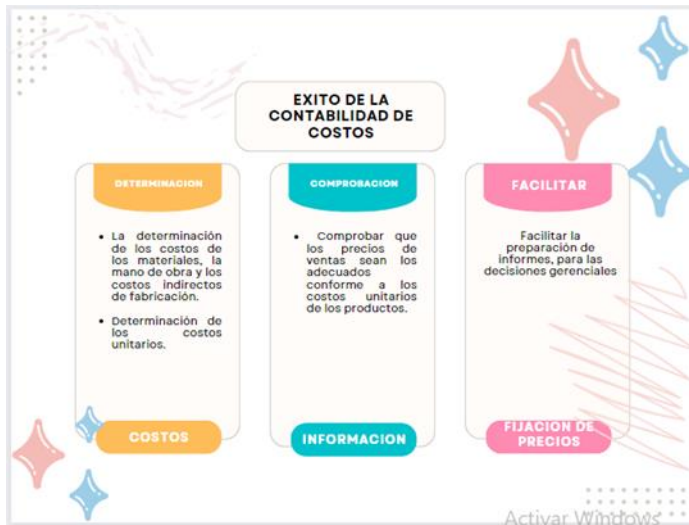 EXITO DE LA
CONTABILIDAD DE
COSTOS
DETERMINACION
• La determinación
de los costos de
los materiales, la
mano de obra y los
costos indirectos
de fabricación.
• Determinación de
los costos
unitarios.
COSTOS
COMPROBACION
• Comprobar que
los precios de
ventas sean los
adecuados
conforme a los
costos unitarios
de los productos.
INFORMACION
FACILITAR
Facilitar la
preparación de
informes, para las
decisiones gerenciales
FIJACION DE
PRECIOS
Activar Windows